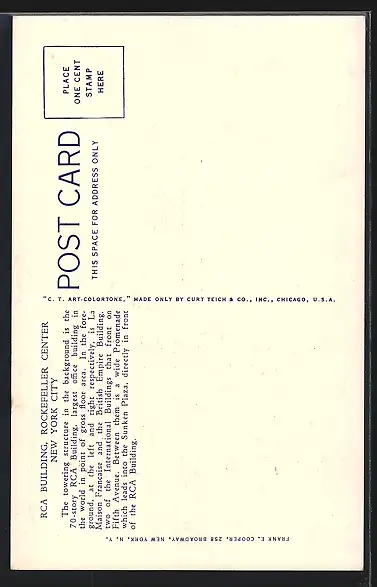 RCA BUILDING, ROCKEFELLER CENTER
NEW YORK CITY
The towering structure in the background is the
70-story RCA Building, largest office building in
the world in point of gross floor area. In the fore-
ground, at the left and right respectively, is La
Maison Francaise and the British Empire Building,
two of the International Buildings that front on
Fifth Avenue. Between them is a wide Promenade
which leads into the Sunken Plaza, directly in front
of the RCA Building.
"C. T. ART-COLORTONE," MADE ONLY BY CURT TEICH & CO., INC., CHICAGO, U.S.A.
POST CARD
THIS SPACE FOR ADDRESS ONLY
PLACE
ONE CENT
STAMP
HERE
FRANK E. COOPER, 258 BROADWAY, NEW YORK, N. Y.